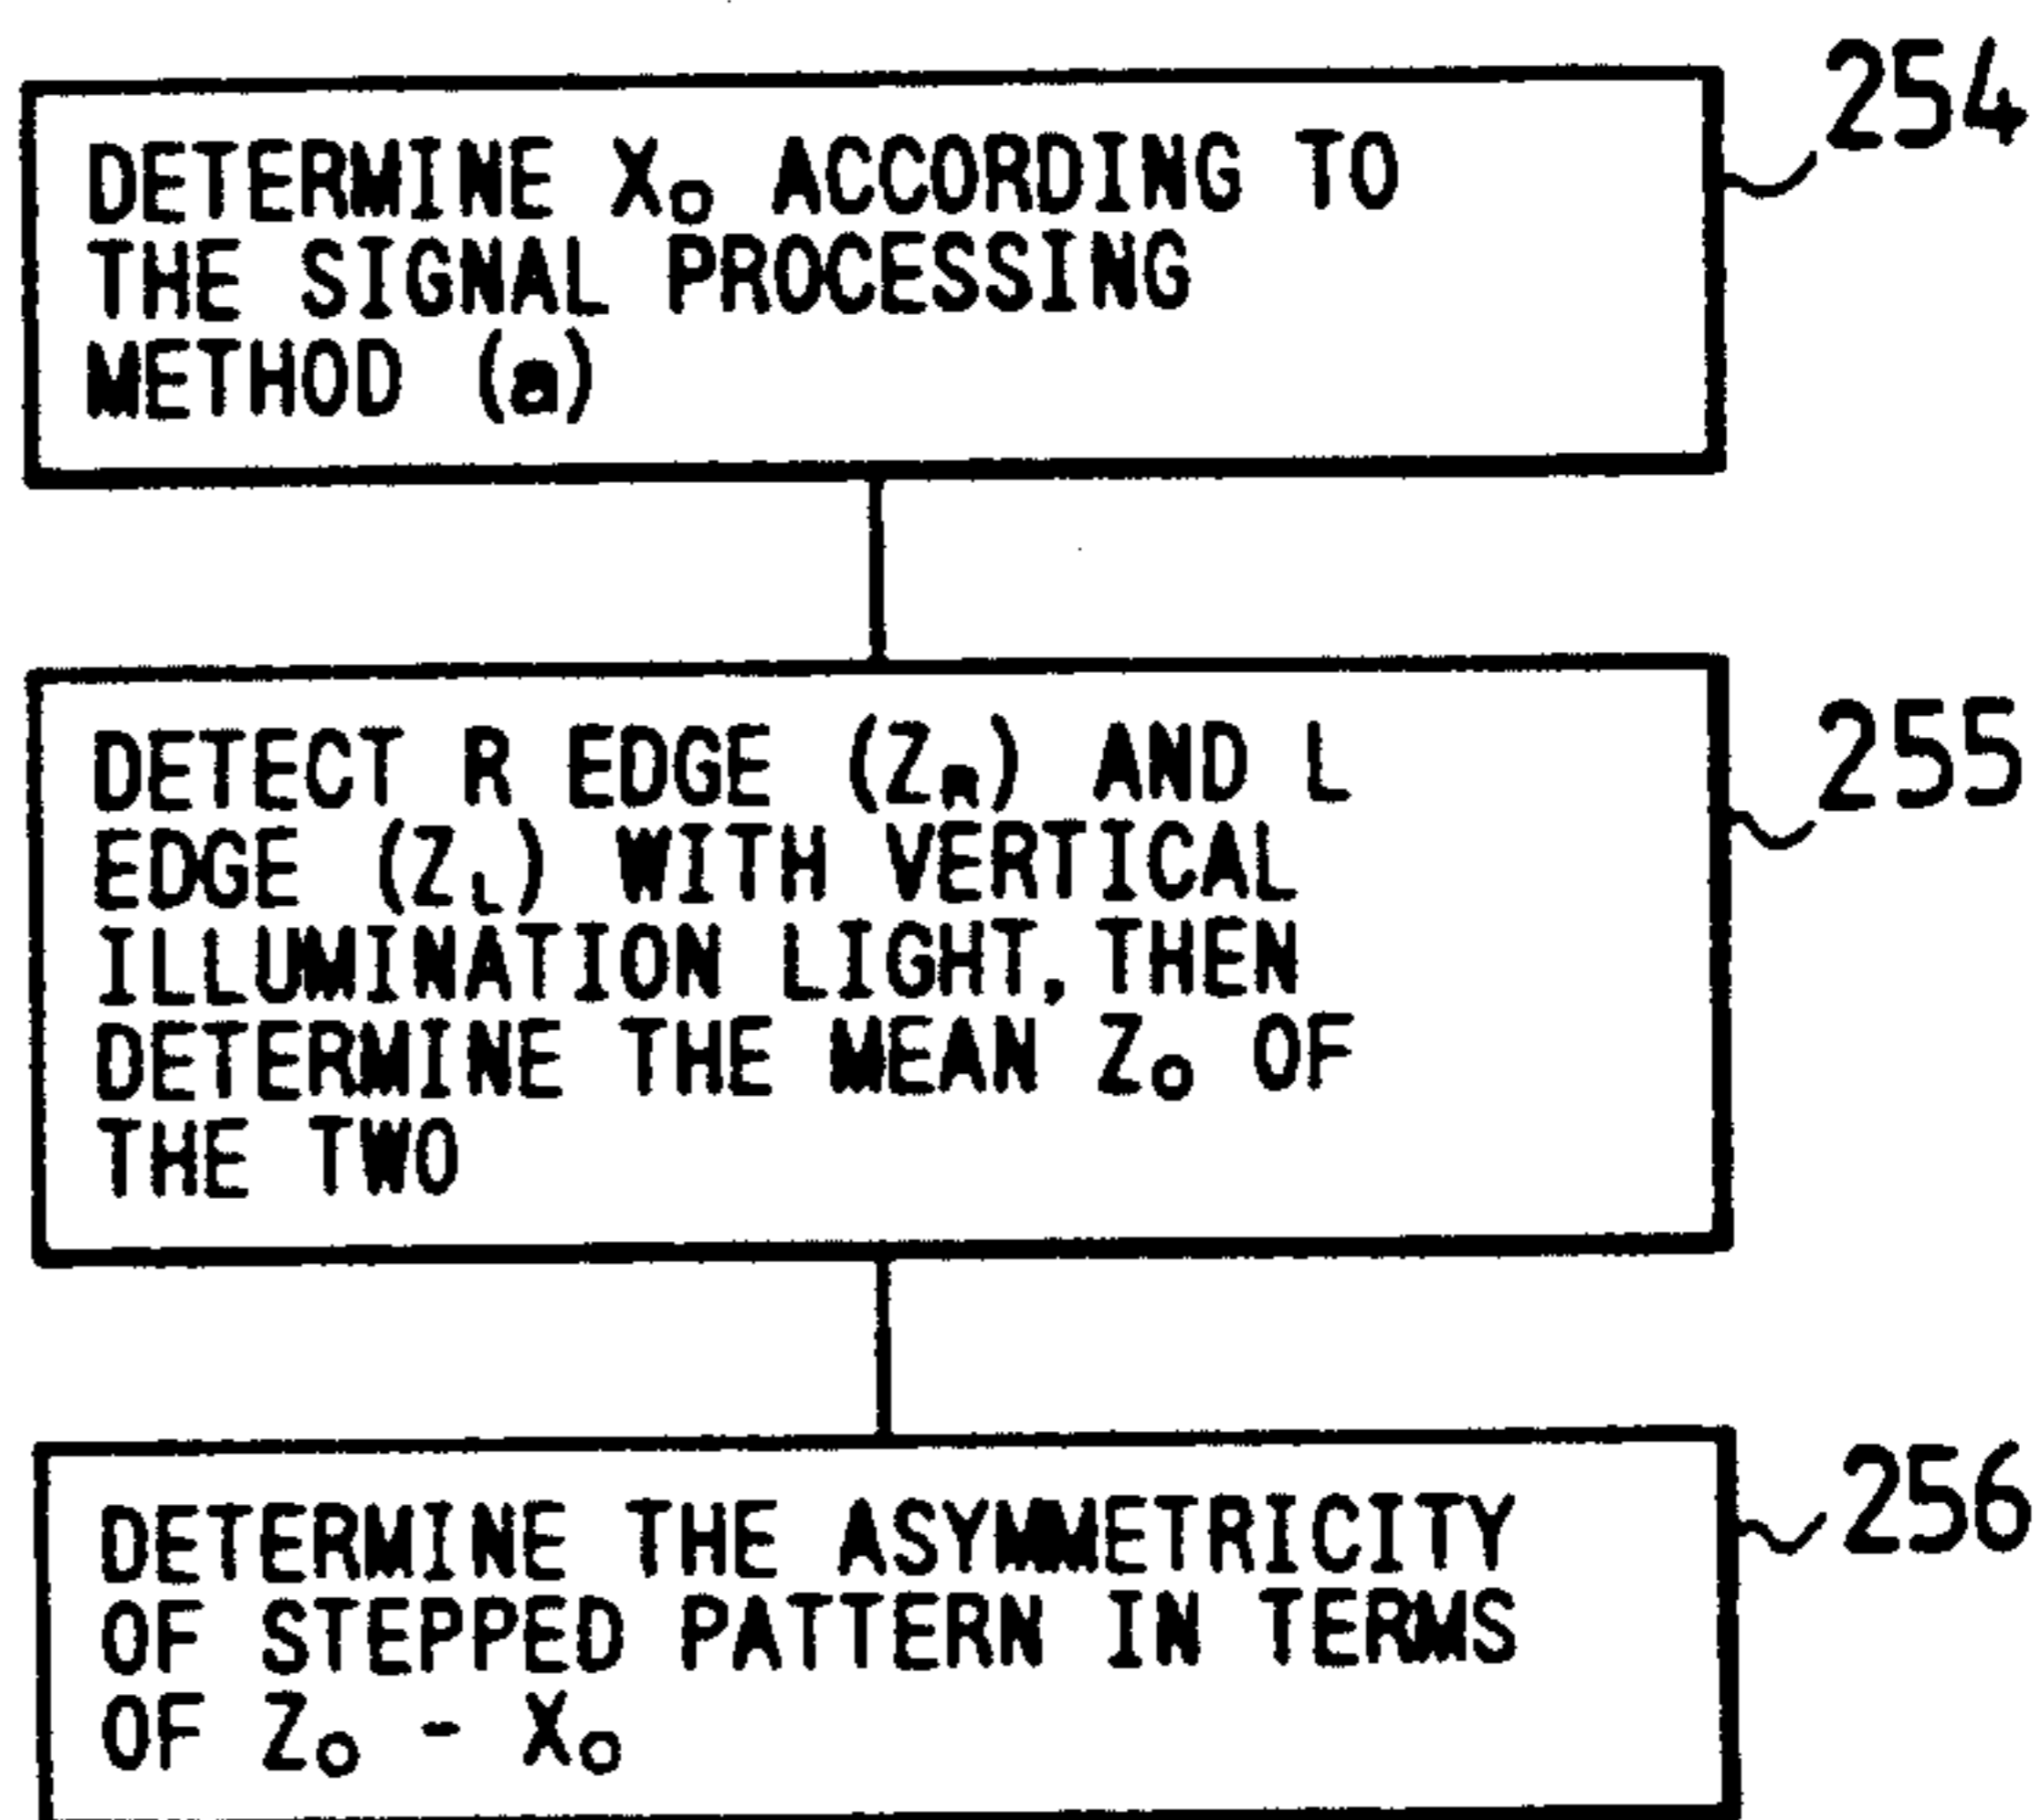 254
DETERMINE X₀ ACCORDING TO
THE SIGNAL PROCESSING
METHOD (a)
255
DETECT R EDGE (Z_R) AND L
EDGE (Z_L) WITH VERTICAL
ILLUMINATION LIGHT, THEN
DETERMINE THE MEAN Z₀ OF
THE TWO
256
DETERMINE THE ASYMMETRICITY
OF STEPPED PATTERN IN TERMS
OF Z₀ - X₀